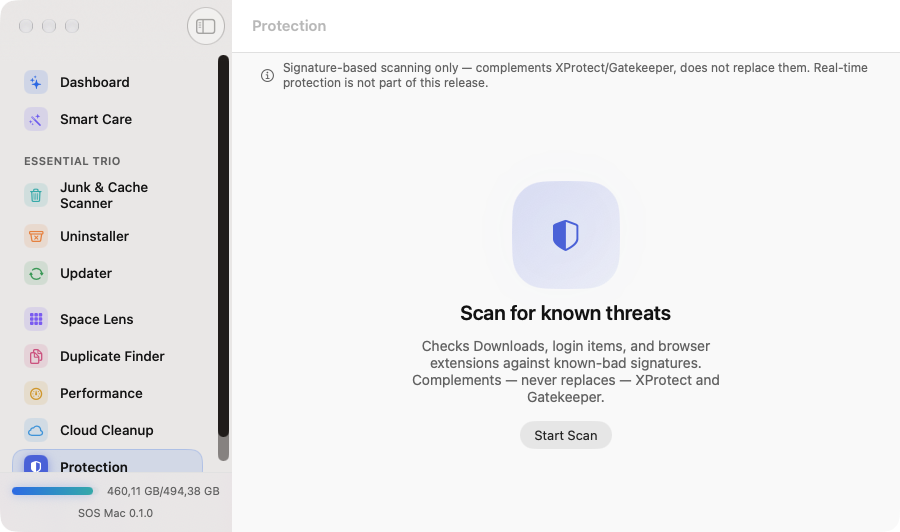 Protection
Signature-based scanning only — complements XProtect/Gatekeeper, does not replace them. Real-time
protection is not part of this release.
Dashboard
Smart Care
ESSENTIAL TRIO
Junk & Cache
Scanner
Uninstaller
Updater
Space Lens
Duplicate Finder
Performance
Cloud Cleanup
Protection
460,11 GB/494,38 GB
SOS Mac 0.1.0
Scan for known threats
Checks Downloads, login items, and browser
extensions against known-bad signatures.
Complements — never replaces — XProtect and
Gatekeeper.
Start Scan